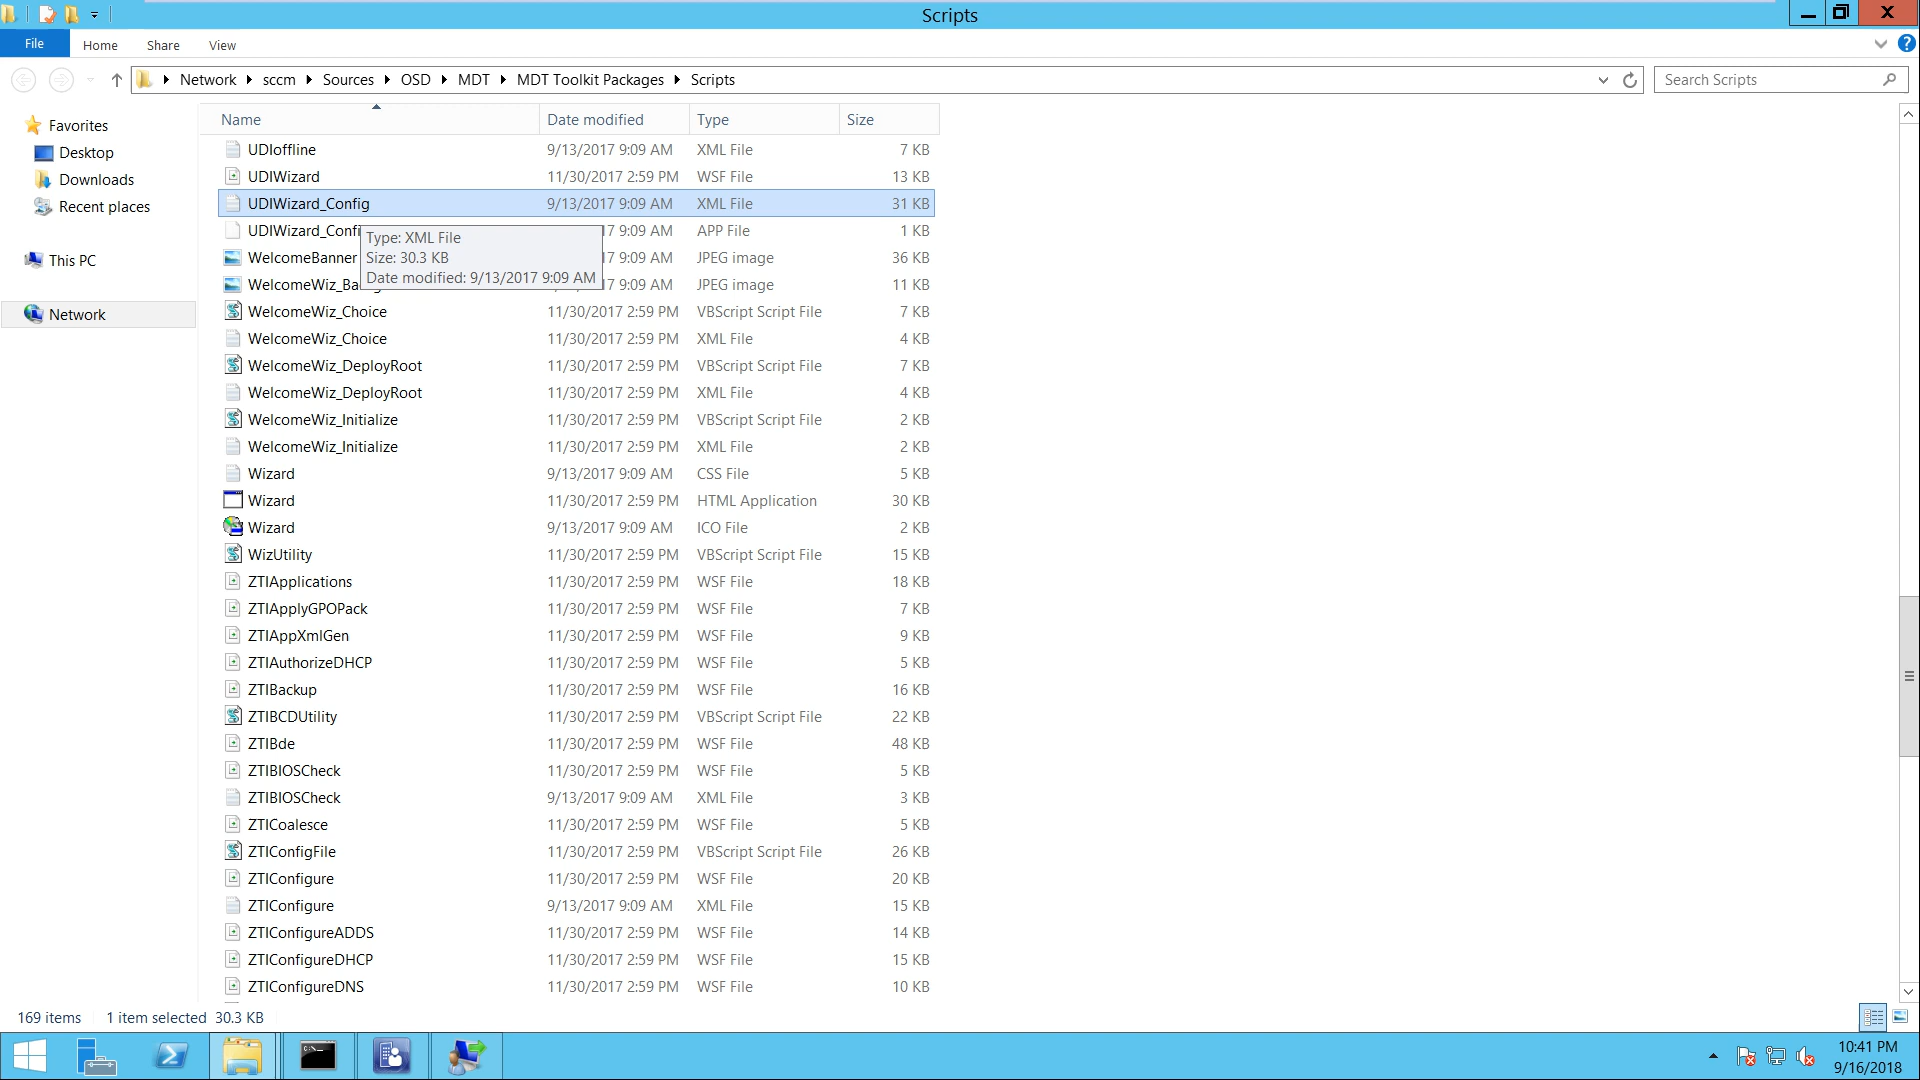 Scripts
File Home Share View
Network sccm Sources OSD MDT MDT Toolkit Packages Scripts Search Scripts
Favorites
Desktop
Downloads
Recent places
This PC
Network
Name Date modified Type Size
UDIoffline 9/13/2017 9:09 AM XML File 7 KB
UDIWizard 11/30/2017 2:59 PM WSF File 13 KB
UDIWizard_Config 9/13/2017 9:09 AM XML File 31 KB
UDIWizard_Confi 17 9:09 AM APP File 1 KB
Type: XML File
Size: 30.3 KB
Date modified: 9/13/2017 9:09 AM
WelcomeBanner 17 9:09 AM JPEG image 36 KB
WelcomeWiz_Ba 17 9:09 AM JPEG image 11 KB
WelcomeWiz_Choice 11/30/2017 2:59 PM VBScript Script File 7 KB
WelcomeWiz_Choice 11/30/2017 2:59 PM XML File 4 KB
WelcomeWiz_DeployRoot 11/30/2017 2:59 PM VBScript Script File 7 KB
WelcomeWiz_DeployRoot 11/30/2017 2:59 PM XML File 4 KB
WelcomeWiz_Initialize 11/30/2017 2:59 PM VBScript Script File 2 KB
WelcomeWiz_Initialize 11/30/2017 2:59 PM XML File 2 KB
Wizard 9/13/2017 9:09 AM CSS File 5 KB
Wizard 11/30/2017 2:59 PM HTML Application 30 KB
Wizard 9/13/2017 9:09 AM ICO File 2 KB
WizUtility 11/30/2017 2:59 PM VBScript Script File 15 KB
ZTIApplications 11/30/2017 2:59 PM WSF File 18 KB
ZTIApplyGPOPack 11/30/2017 2:59 PM WSF File 7 KB
ZTIAppXmlGen 11/30/2017 2:59 PM WSF File 9 KB
ZTIAuthorizeDHCP 11/30/2017 2:59 PM WSF File 5 KB
ZTIBackup 11/30/2017 2:59 PM WSF File 16 KB
ZTIBCDUtility 11/30/2017 2:59 PM VBScript Script File 22 KB
ZTIBde 11/30/2017 2:59 PM WSF File 48 KB
ZTIBIOSCheck 11/30/2017 2:59 PM WSF File 5 KB
ZTIBIOSCheck 9/13/2017 9:09 AM XML File 3 KB
ZTICoalesce 11/30/2017 2:59 PM WSF File 5 KB
ZTIConfigFile 11/30/2017 2:59 PM VBScript Script File 26 KB
ZTIConfigure 11/30/2017 2:59 PM WSF File 20 KB
ZTIConfigure 9/13/2017 9:09 AM XML File 15 KB
ZTIConfigureADDS 11/30/2017 2:59 PM WSF File 14 KB
ZTIConfigureDHCP 11/30/2017 2:59 PM WSF File 15 KB
ZTIConfigureDNS 11/30/2017 2:59 PM WSF File 10 KB
169 items 1 item selected 30.3 KB
10:41 PM
9/16/2018